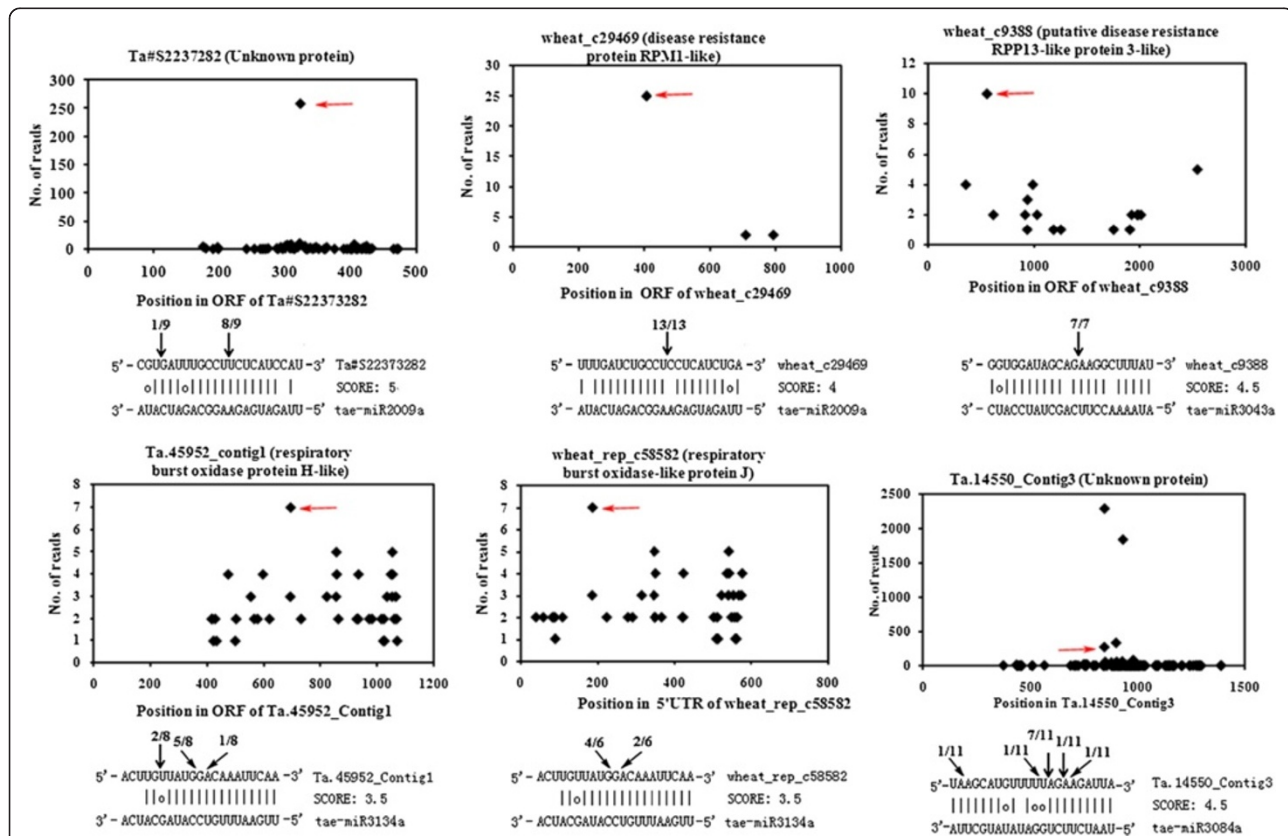 Ta#S2237282 (Unknown protein)
300
250
200
150
100
50
0
No. of reads
0 100 200 300 400 500
Position in ORF of Ta#S22373282
1/9 8/9
5'- CGUGAUUUGCCUUCUCAUCCAU -3' Ta#S22373282
o||||o||||||||||||| | SCORE: 5
3'- AUACUAGACGGAAGAGUAGAUU -5' tae-miR2009a
wheat_c29469 (disease resistance
protein RPM1-like)
30
25
20
15
10
5
0
No. of reads
0 200 400 600 800 1000
Position in ORF of wheat_c29469
13/13
5'- UUUGAUCUGCCUCCUCAUCUGA -3' wheat_c29469
| |||||||||| ||||||||o| SCORE: 4
3'- AUACUAGACGGAAGAGUAGAUU -5' tae-miR2009a
wheat_c9388 (putative disease resistance
RPP13-like protein 3-like)
12
10
8
6
4
2
0
No. of reads
0 1000 2000 3000
Position in ORF of wheat_c9388
7/7
5'- GGUGGAUAGCAGAAGGCUUUAU -3' wheat_c9388
|o||||||||| ||||| |||||| SCORE: 4.5
3'- CUACCUAUCGACUUCCAAAAUA -5' tae-miR3043a
Ta.45952_contig1 (respiratory
burst oxidase protein H-like)
8
7
6
5
4
3
2
1
0
No. of reads
0 200 400 600 800 1000 1200
Position in ORF of Ta.45952_Contig1
2/8 5/8 1/8
5'- ACUUGUUAUGGACAAAUUCAA -3' Ta.45952_Contig1
||o|||||||||||||||| SCORE: 3.5
3'- ACUACGAUACCUGUUUAAGUU -5' tae-miR3134a
wheat_rep_c58582 (respiratory
burst oxidase-like protein J)
8
7
6
5
4
3
2
1
0
No. of reads
0 200 400 600 800
Position in 5'UTR of wheat_rep_c58582
4/6 2/6
5'- ACUUGUUAUGGACAAAUUCAA -3' wheat_rep_c58582
||o|||||||||||||||| SCORE: 3.5
3'- ACUACGAUACCUGUUUAAGUU -5' tae-miR3134a
Ta.14550_Contig3 (Unknown protein)
2500
2000
1500
1000
500
0
No. of reads
0 500 1000 1500
Position in Ta.14550_Contig3
1/11 1/11 7/11 1/11 1/11
5'- UAAGCAUGUUUUUAGAAGAUUA -3' Ta.14550_Contig3
|||||||o| |oo|||||||||| SCORE: 4.5
3'- AUUCGUAUAUAGGUCUUCUAAU -5' tae-miR3084a